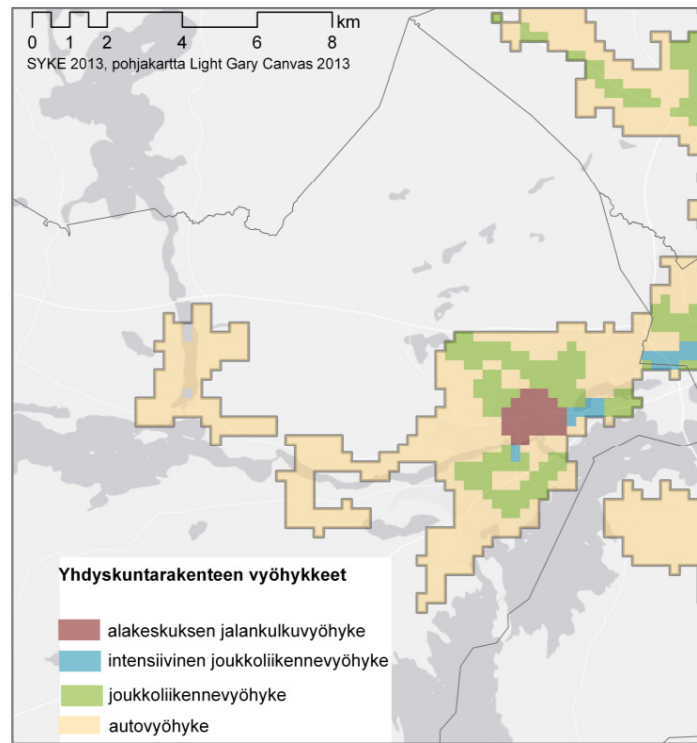 km
0 1 2 4 6 8
SYKE 2013, pohjakartta Light Gary Canvas 2013
Yhdyskuntarakenteen vyöhykkeet
alakeskuksen jalankulkuvyöhyke
intensiivinen joukkoliikennevyöhyke
joukkoliikennevyöhyke
autovyöhyke